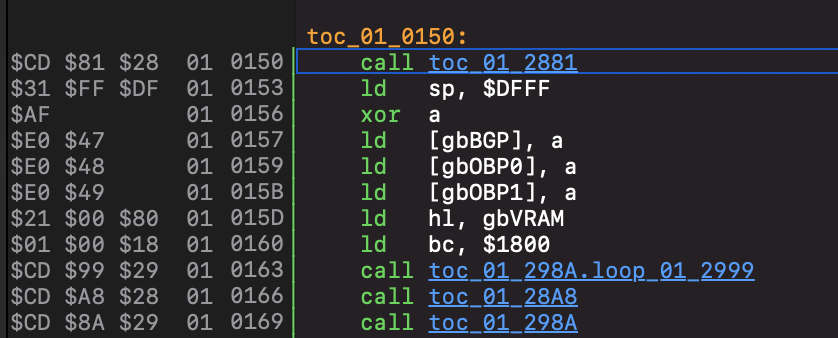 toc_01_0150:
$CD $81 $28 01 0150 call toc_01_2881
$31 $FF $DF 01 0153 ld sp, $DFFF
$AF 01 0156 xor a
$E0 $47 01 0157 ld [gbBGP], a
$E0 $48 01 0159 ld [gbOBP0], a
$E0 $49 01 015B ld [gbOBP1], a
$21 $00 $80 01 015D ld hl, gbVRAM
$01 $00 $18 01 0160 ld bc, $1800
$CD $99 $29 01 0163 call toc_01_298A.loop_01_2999
$CD $A8 $28 01 0166 call toc_01_28A8
$CD $8A $29 01 0169 call toc_01_298A